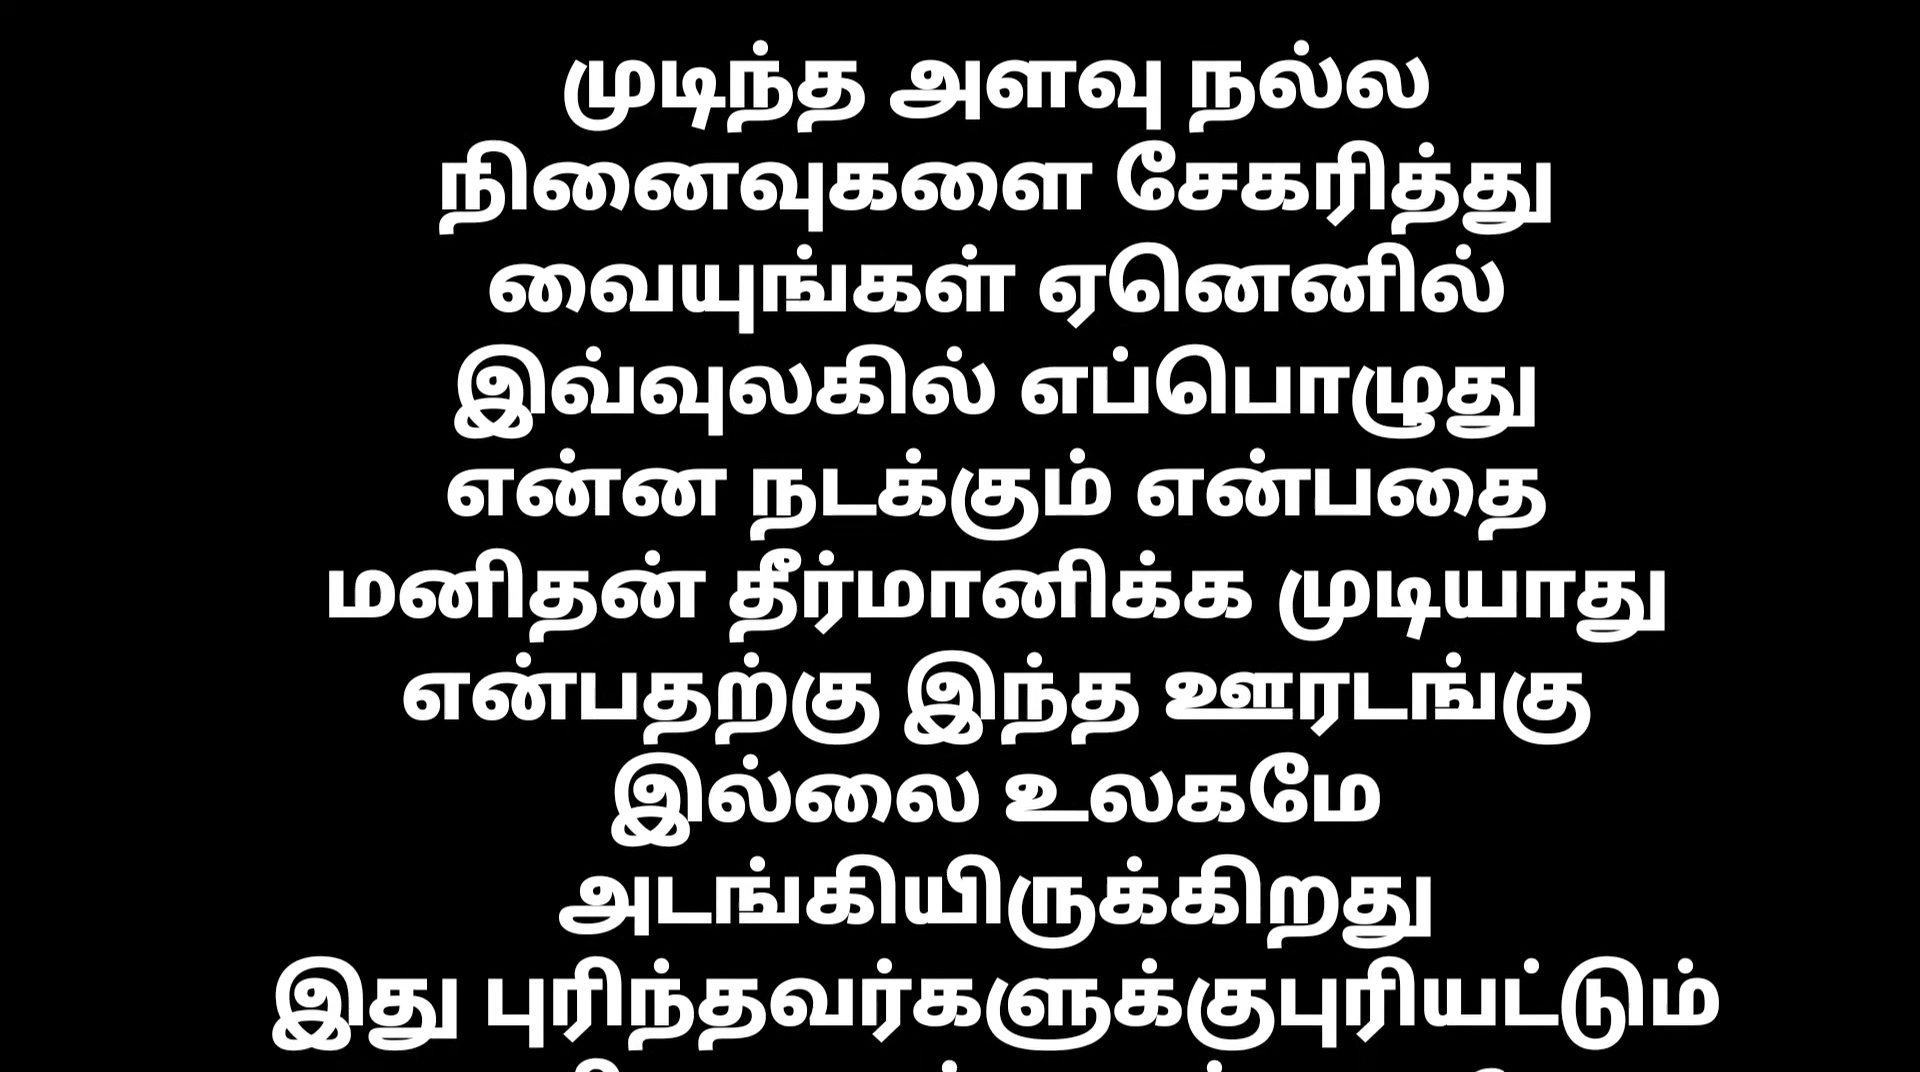 முடிந்த அளவு நல்ல
நினைவுகளை சேகரித்து
வையுங்கள் ஏனெனில்
இவ்வுலகில் எப்பொழுது
என்ன நடக்கும் என்பதை
மனிதன் தீர்மானிக்க முடியாது
என்பதற்கு இந்த ஊரடங்கு
இல்லை உலகமே
அடங்கியிருக்கிறது
இது புரிந்தவர்களுக்குபுரியட்டும்